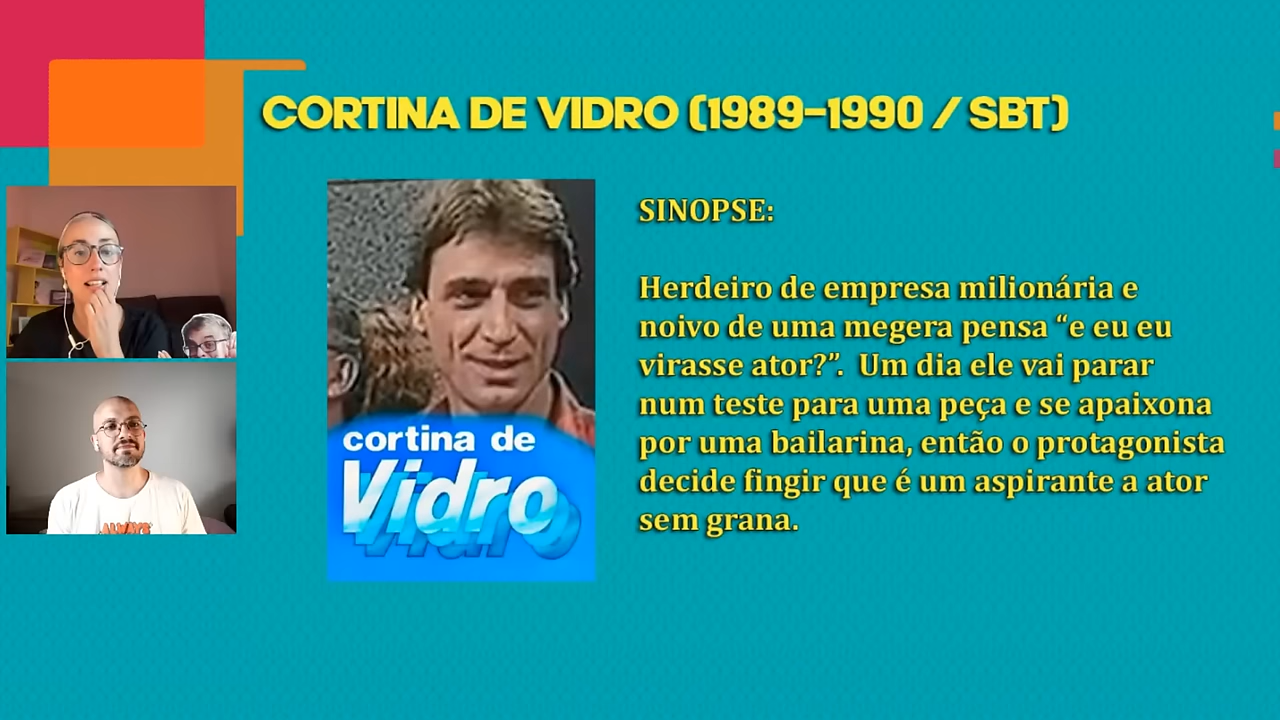 CORTINA DE VIDRO (1989-1990 / SBT)
SINOPSE:
Herdeiro de empresa milionária e
noivo de uma megera pensa “e eu eu
virasse ator?”. Um dia ele vai parar
num teste para uma peça e se apaixona
por uma bailarina, então o protagonista
decide fingir que é um aspirante a ator
sem grana.
cortina de
Vidro
ALWAYS